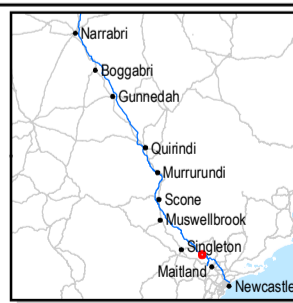 Narrabri
Boggabri
Gunnedah
Quirindi
Murrurundi
Scone
Muswellbrook
Singleton
Maitland
Newcastle